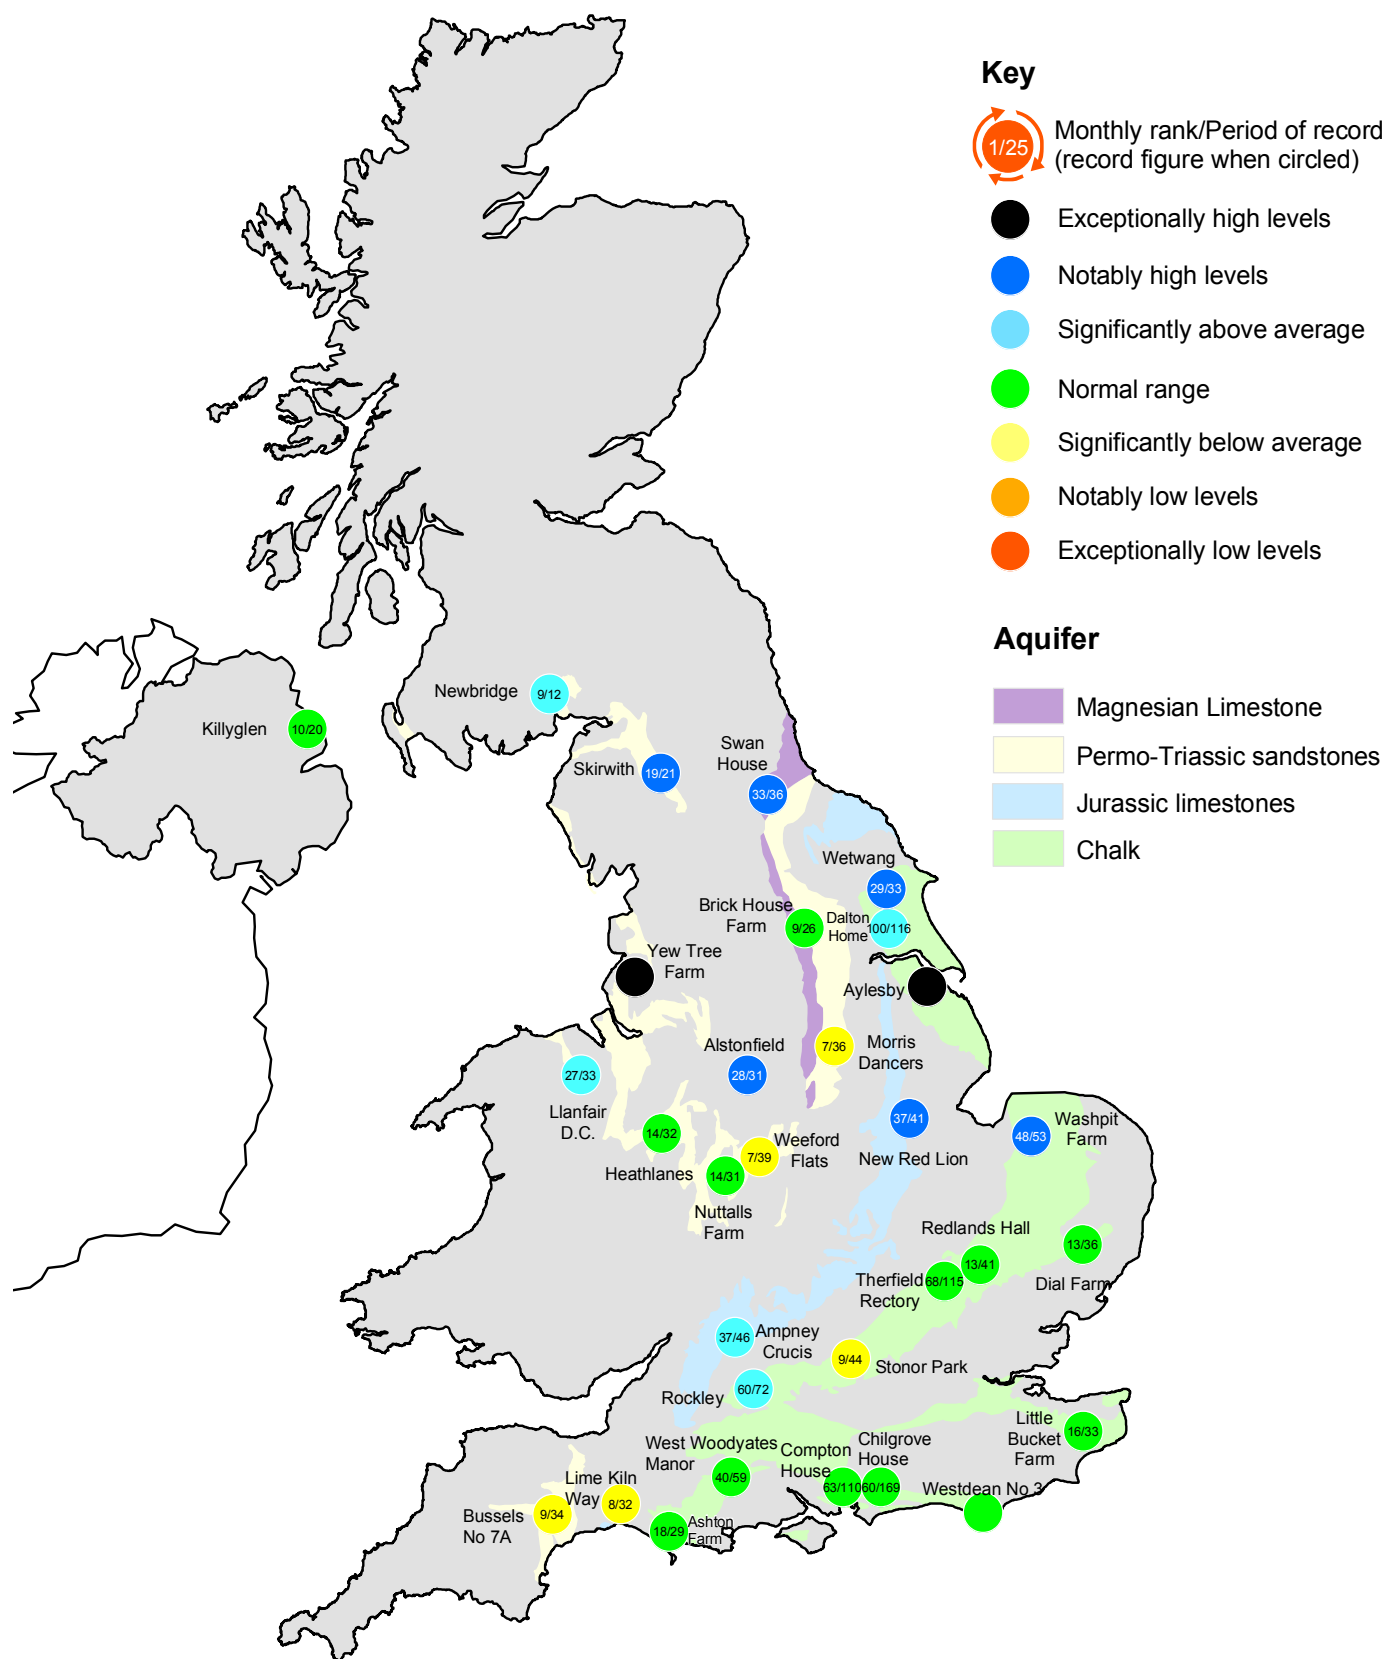 Key
1/25
Monthly rank/Period of record
(record figure when circled)
Exceptionally high levels
Notably high levels
Significantly above average
Normal range
Significantly below average
Notably low levels
Exceptionally low levels
Aquifer
Magnesian Limestone
Permo-Triassic sandstones
Jurassic limestones
Chalk
Newbridge
9/12
Killyglen
10/20
Skirwith
19/21
Swan
House
33/36
Wetwang
29/33
Brick House
Farm
9/26
Dalton
Home
100/116
Yew Tree
Farm
Aylesby
Alstonfield
28/31
7/36
Morris
Dancers
27/33
Llanfair
D.C.
14/32
Heathlanes
37/41
New Red Lion
48/53
Washpit
Farm
7/39
Weeford
Flats
14/31
Nuttalls
Farm
Redlands Hall
13/41
13/36
Dial Farm
68/115
Therfield
Rectory
37/46
Ampney
Crucis
9/44
Stonor Park
Rockley
60/72
Little
Bucket
Farm
16/33
West Woodyates
Manor
40/59
Compton
House
63/110
Chilgrove
House
60/169
Westdean No 3
Lime Kiln
Way
8/32
Bussels
No 7A
9/34
18/29
Ashton
Farm